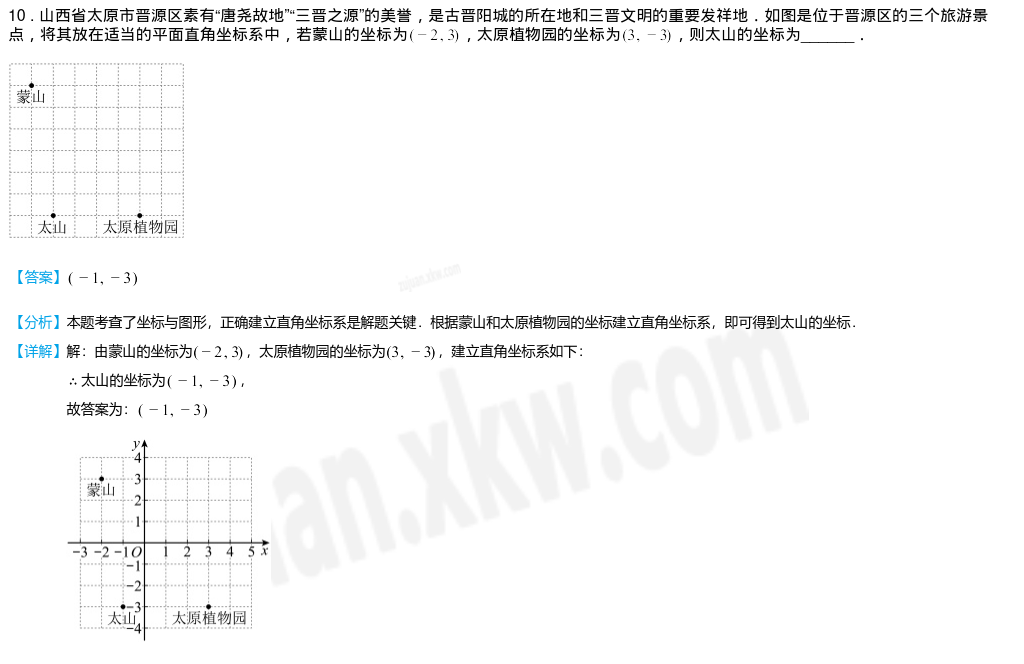 10．山西省太原市晋源区素有“唐尧故地”“三晋之源”的美誉，是古晋阳城的所在地和三晋文明的重要发祥地．如图是位于晋源区的三个旅游景
点，将其放在适当的平面直角坐标系中，若蒙山的坐标为(－2, 3)，太原植物园的坐标为(3, －3)，则太山的坐标为_______．
蒙山
太山 太原植物园
【答案】(－1, －3)
【分析】本题考查了坐标与图形，正确建立直角坐标系是解题关键．根据蒙山和太原植物园的坐标建立直角坐标系，即可得到太山的坐标．
【详解】解：由蒙山的坐标为(－2, 3)，太原植物园的坐标为(3, －3)，建立直角坐标系如下：
∴太山的坐标为(－1, －3)，
故答案为：(－1, －3)
y
4
3
蒙山
2
1
－3 －2 －1 O 1 2 3 4 5 x
－1
－2
－3
太山 太原植物园
－4
zujuan.xkw.com
an.xkw.com